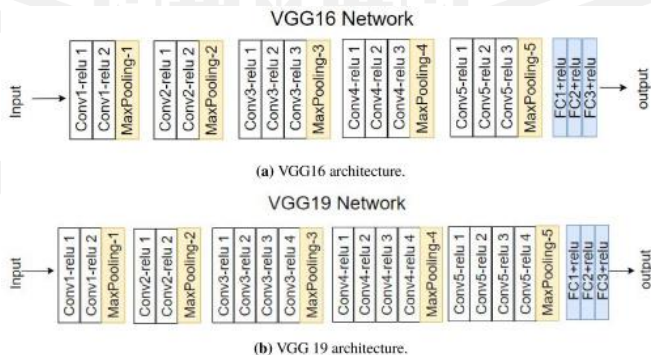 VGG16 Network
Input
Conv1-relu 1
Conv1-relu 2
MaxPooling-1
Conv2-relu 1
Conv2-relu 2
MaxPooling-2
Conv3-relu 1
Conv3-relu 2
Conv3-relu 3
MaxPooling-3
Conv4-relu 1
Conv4-relu 2
Conv4-relu 3
MaxPooling-4
Conv5-relu 1
Conv5-relu 2
Conv5-relu 3
MaxPooling-5
FC1+relu
FC2+relu
FC3+relu
output
(a) VGG16 architecture.
VGG19 Network
Input
Conv1-relu 1
Conv1-relu 2
MaxPooling-1
Conv2-relu 1
Conv2-relu 2
MaxPooling-2
Conv3-relu 1
Conv3-relu 2
Conv3-relu 3
Conv3-relu 4
MaxPooling-3
Conv4-relu 1
Conv4-relu 2
Conv4-relu 3
Conv4-relu 4
MaxPooling-4
Conv5-relu 1
Conv5-relu 2
Conv5-relu 3
Conv5-relu 4
MaxPooling-5
FC1+relu
FC2+relu
FC3+relu
output
(b) VGG 19 architecture.